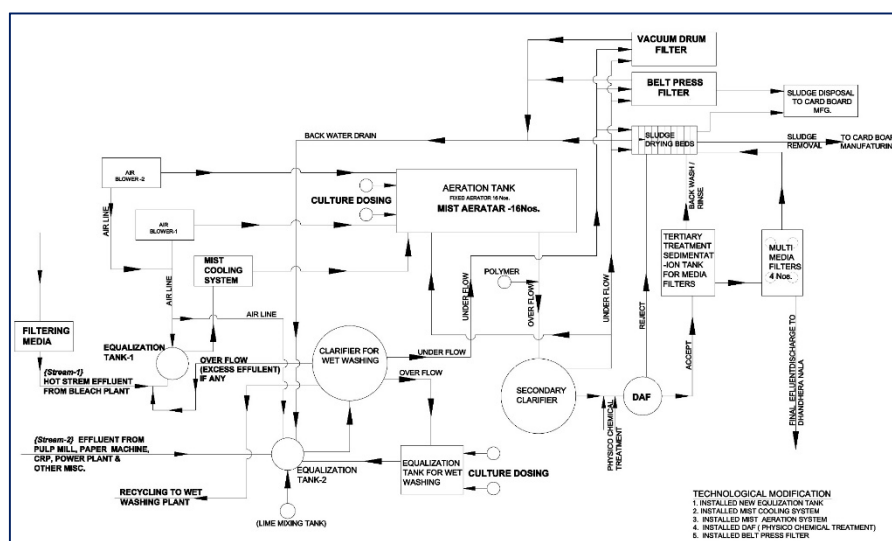 VACUUM DRUM
FILTER
BELT PRESS
FILTER
SLUDGE DISPOSAL
TO CARD BOARD
MFG.
BACK WATER DRAIN
SLUDGE
DRYING BEDS
SLUDGE
REMOVAL
TO CARD BOAR
MANUFACTURIN
AIR
BLOWER-2
AERATION TANK
FIXED AERATOR 16 Nos.
MIST AERATAR -16Nos.
CULTURE DOSING
BACK WASH /
RINSE
AIR LINE
AIR
BLOWER-1
TERTIARY
TREATMENT
SEDIMENTAT
-ION TANK
FOR MEDIA
FILTERS
MULTI
MEDIA
FILTERS
4 Nos.
MIST
COOLING
SYSTEM
POLYMER
UNDER FLOW
OVER FLOW
UNDER FLOW
REJECT
AIR LINE
AIR LINE
FILTERING
MEDIA
EQUALIZATION
TANK-1
CLARIFIER FOR
WET WASHING
UNDER FLOW
OVER FLOW
(EXCESS EFFULENT)
IF ANY
{Stream-1}
HOT STREM EFFLUENT
FROM BLEACH PLANT
OVER FLOW
SECONDARY
CLARIFIER
DAF
ACCEPT
PHYSICO CHEMICAL
TREATMENT
FINAL EFLUENTDISCHARGE TO
DHANDHERA NALA
{Stream-2} EFFLUENT FROM
PULP MILL, PAPER MACHINE,
CRP, POWER PLANT &
OTHER MISC.
EQUALIZATION
TANK-2
EQUALIZATION
TANK FOR WET
WASHING
CULTURE DOSING
RECYCLING TO WET
WASHING PLANT
(LIME MIXING TANK)
TECHNOLOGICAL MODIFICATION
1. INSTALLED NEW EQULIZATION TANK
2. INSTALLED MIST COOLING SYSTEM
3. INSTALLED MIST AERATION SYSTEM
4. INSTALLED DAF ( PHYSICO CHEMICAL TREATMENT)
5. INSTALLED BELT PRESS FILTER